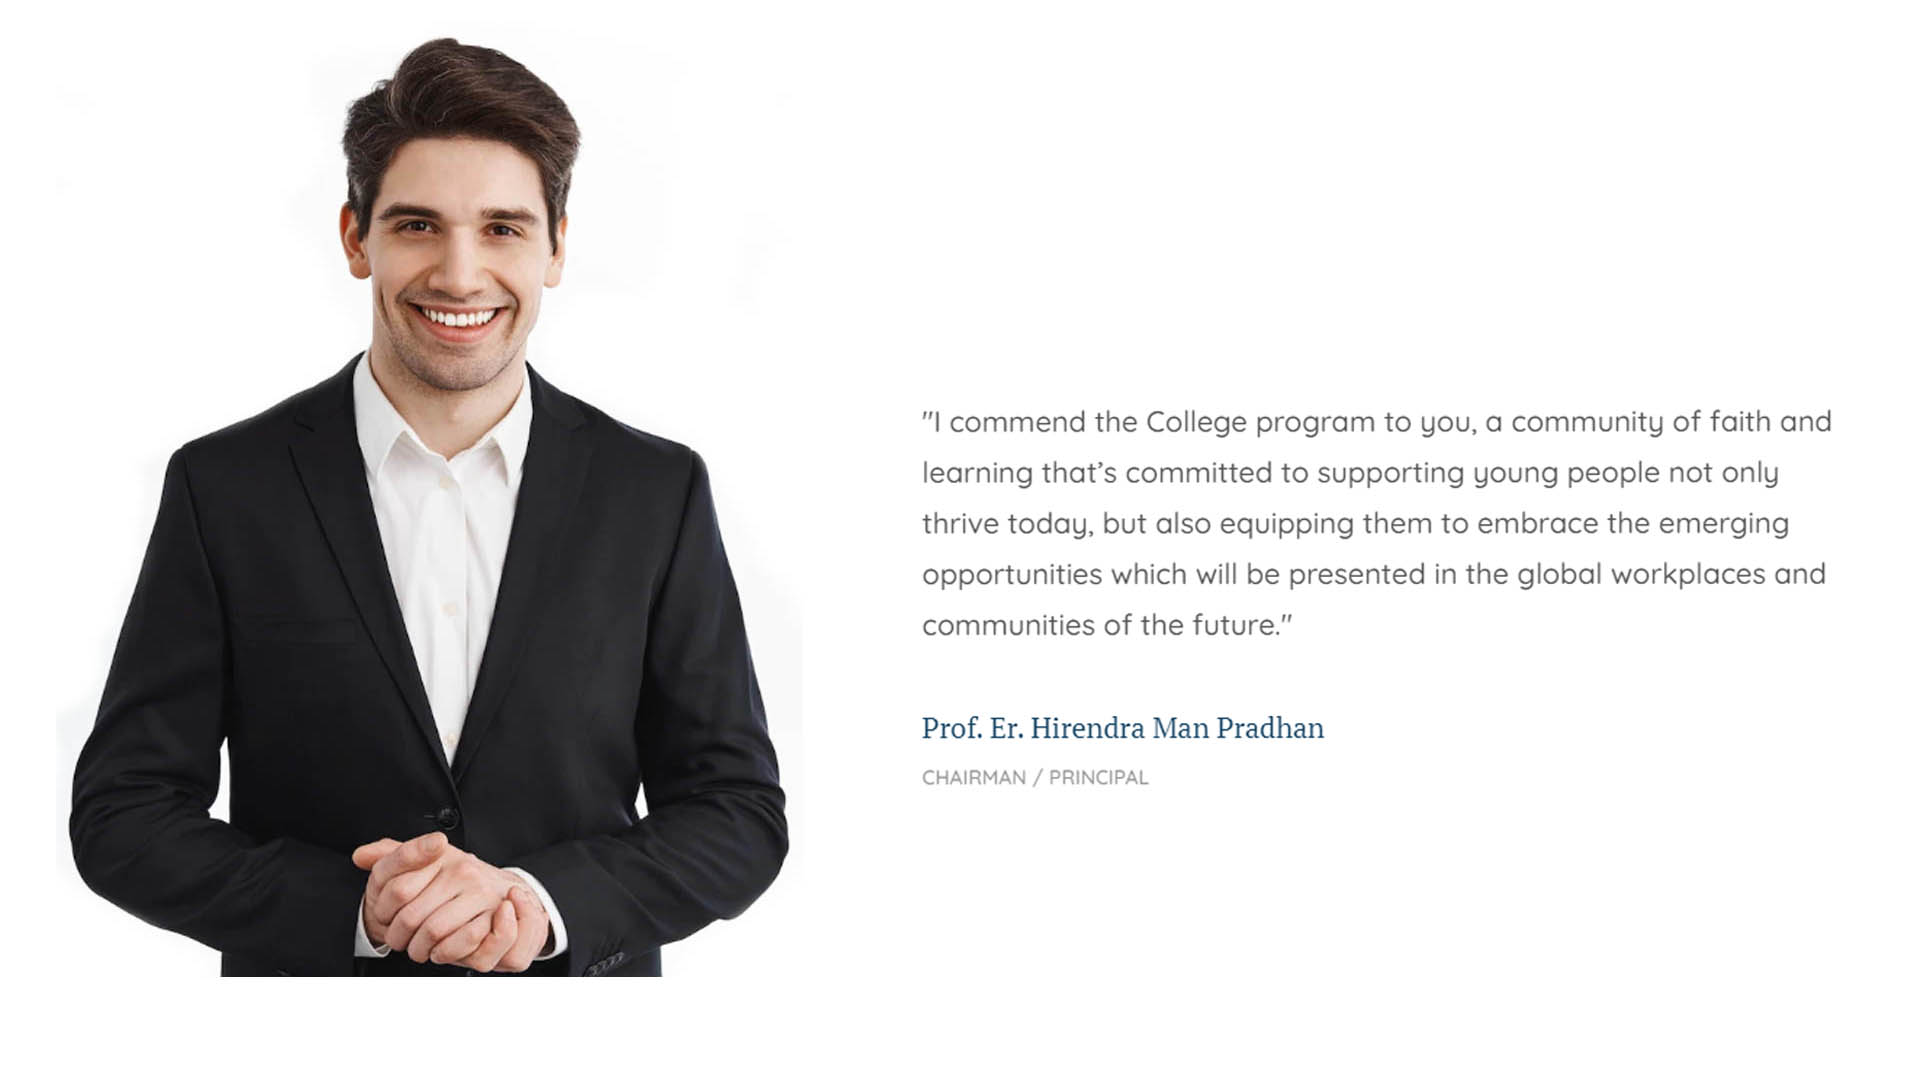 "I commend the College program to you, a community of faith and
learning that’s committed to supporting young people not only
thrive today, but also equipping them to embrace the emerging
opportunities which will be presented in the global workplaces and
communities of the future."
Prof. Er. Hirendra Man Pradhan
CHAIRMAN / PRINCIPAL